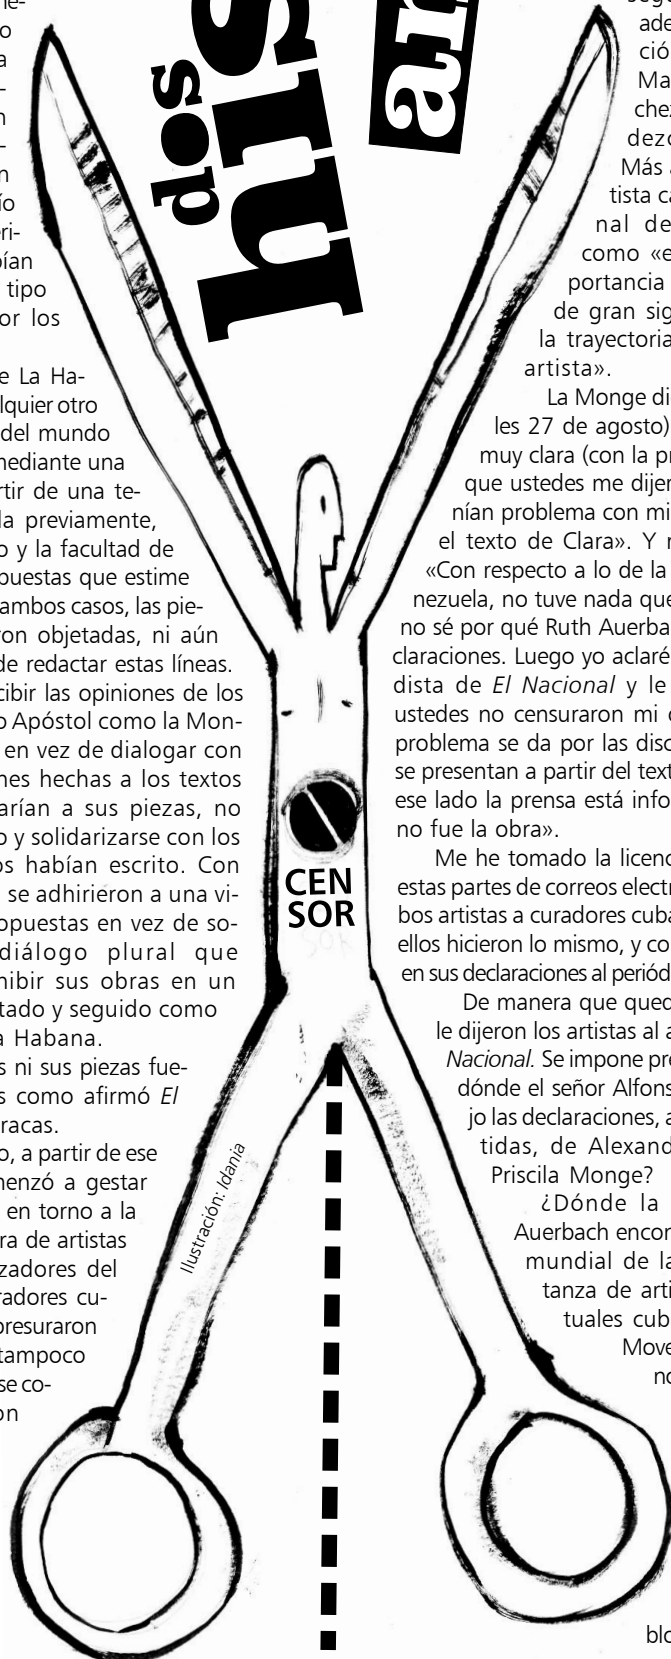 dos
his
ar
o
a
n
n
ío
eri-
bían
tipo
or los
e La Ha-
lquier otro
del mundo
mediante una
rtir de una te-
da previamente,
o y la facultad de
puestas que estime
ambos casos, las pie-
ron objetadas, ni aún
de redactar estas líneas.
cibir las opiniones de los
o Apóstol como la Mon-
en vez de dialogar con
nes hechas a los textos
arían a sus piezas, no
o y solidarizarse con los
os habían escrito. Con
se adhirieron a una vi-
opuestas en vez de so-
diálogo plural que
hibir sus obras en un
tado y seguido como
a Habana.
s ni sus piezas fue-
s como afirmó El
racas.
o, a partir de ese
menzó a gestar
en torno a la
ra de artistas
zadores del
radores cu-
presuraron
tampoco
se co-
on
CEN
SOR
Ilustración: Idania
ade
ció
Ma
chez
dezo
Más a
tista ca
nal de
como «e
portancia
de gran sig
la trayectoria
artista».
La Monge di
les 27 de agosto)
muy clara (con la pr
que ustedes me dijer
nían problema con mi
el texto de Clara». Y r
«Con respecto a lo de la
nezuela, no tuve nada que
no sé por qué Ruth Auerba
claraciones. Luego yo aclaré
dista de El Nacional y le
ustedes no censuraron mi o
problema se da por las disc
se presentan a partir del text
ese lado la prensa está info
no fue la obra».
Me he tomado la licenc
estas partes de correos electr
bos artistas a curadores cuba
ellos hicieron lo mismo, y co
en sus declaraciones al periód
De manera que qued
le dijeron los artistas al a
Nacional. Se impone pre
dónde el señor Alfons
jo las declaraciones, a
tidas, de Alexand
Priscila Monge?
¿Dónde la
Auerbach encor
mundial de la
tanza de arti
tuales cub
Move
no
blo